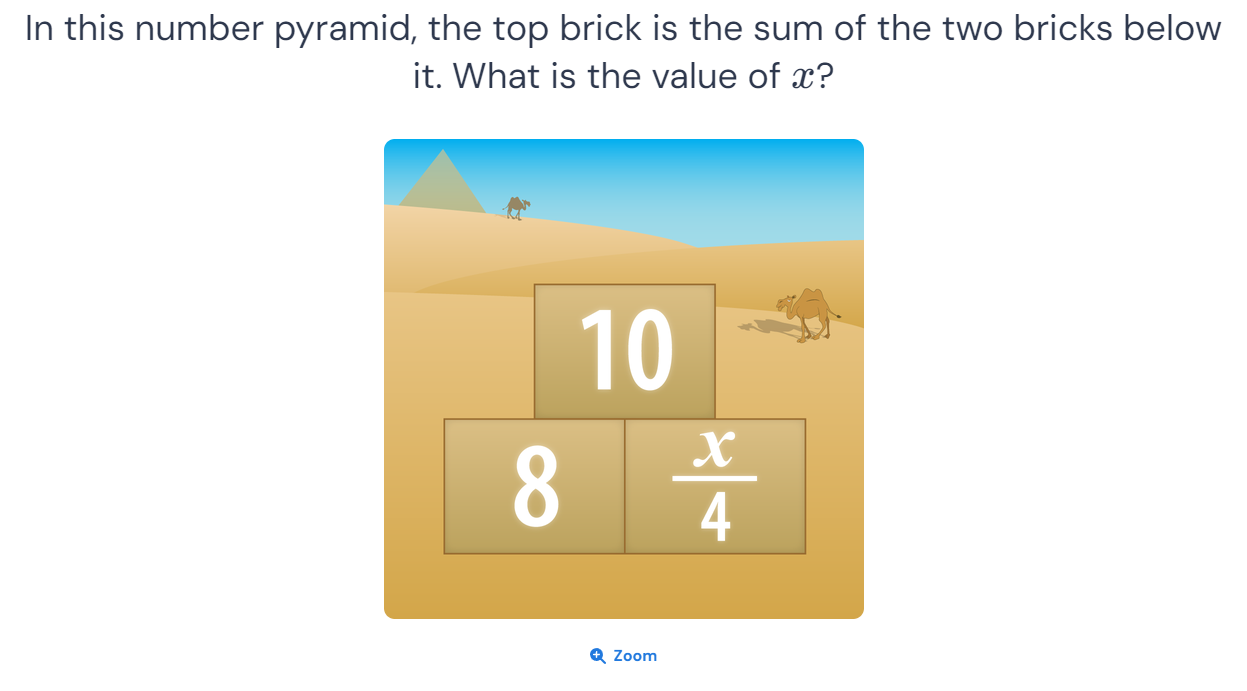 In this number pyramid, the top brick is the sum of the two bricks below
it. What is the value of x?
10
8
x
4
Zoom